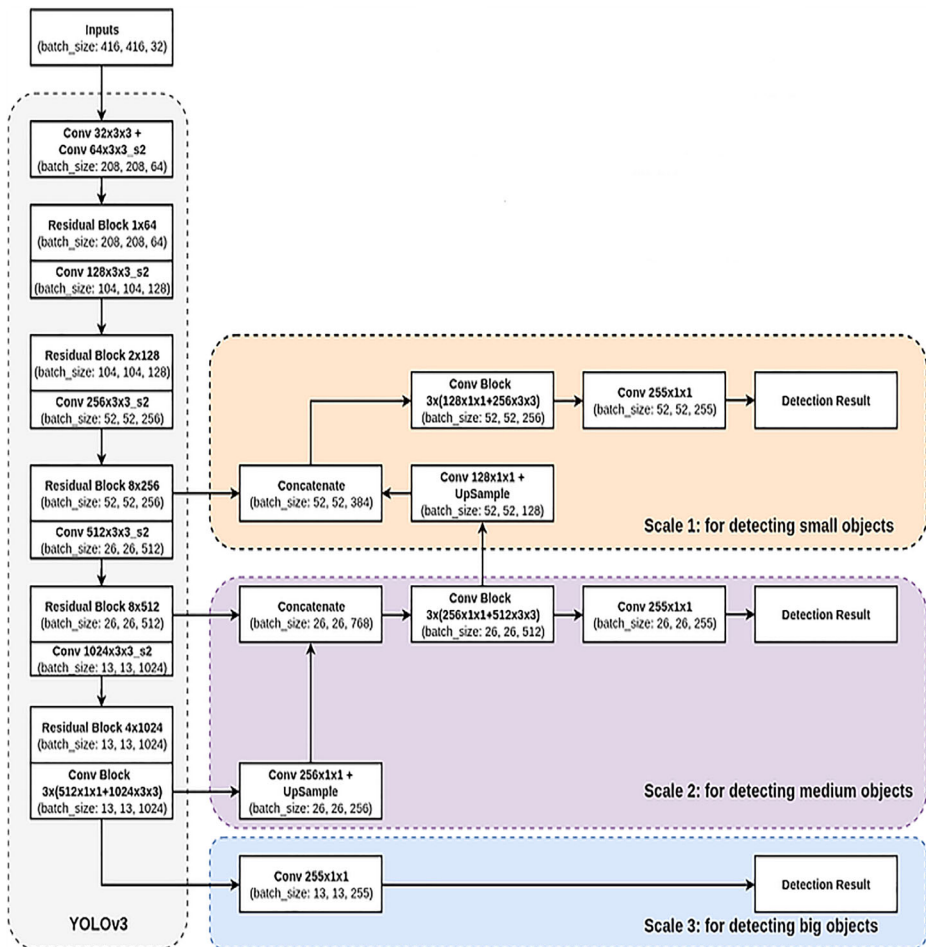 Inputs
(batch_size: 416, 416, 32)
Conv 32x3x3 +
Conv 64x3x3_s2
(batch_size: 208, 208, 64)
Residual Block 1x64
(batch_size: 208, 208, 64)
Conv 128x3x3_s2
(batch_size: 104, 104, 128)
Residual Block 2x128
(batch_size: 104, 104, 128)
Conv 256x3x3_s2
(batch_size: 52, 52, 256)
Residual Block 8x256
(batch_size: 52, 52, 256)
Conv 512x3x3_s2
(batch_size: 26, 26, 512)
Residual Block 8x512
(batch_size: 26, 26, 512)
Conv 1024x3x3_s2
(batch_size: 13, 13, 1024)
Residual Block 4x1024
(batch_size: 13, 13, 1024)
Conv Block
3x(512x1x1+1024x3x3)
(batch_size: 13, 13, 1024)
YOLOv3
Conv Block
3x(128x1x1+256x3x3)
(batch_size: 52, 52, 256)
Conv 255x1x1
(batch_size: 52, 52, 255)
Detection Result
Concatenate
(batch_size: 52, 52, 384)
Conv 128x1x1 +
UpSample
(batch_size: 52, 52, 128)
Scale 1: for detecting small objects
Concatenate
(batch_size: 26, 26, 768)
Conv Block
3x(256x1x1+512x3x3)
(batch_size: 26, 26, 512)
Conv 255x1x1
(batch_size: 26, 26, 255)
Detection Result
Conv 256x1x1 +
UpSample
(batch_size: 26, 26, 256)
Scale 2: for detecting medium objects
Conv 255x1x1
(batch_size: 13, 13, 255)
Detection Result
Scale 3: for detecting big objects